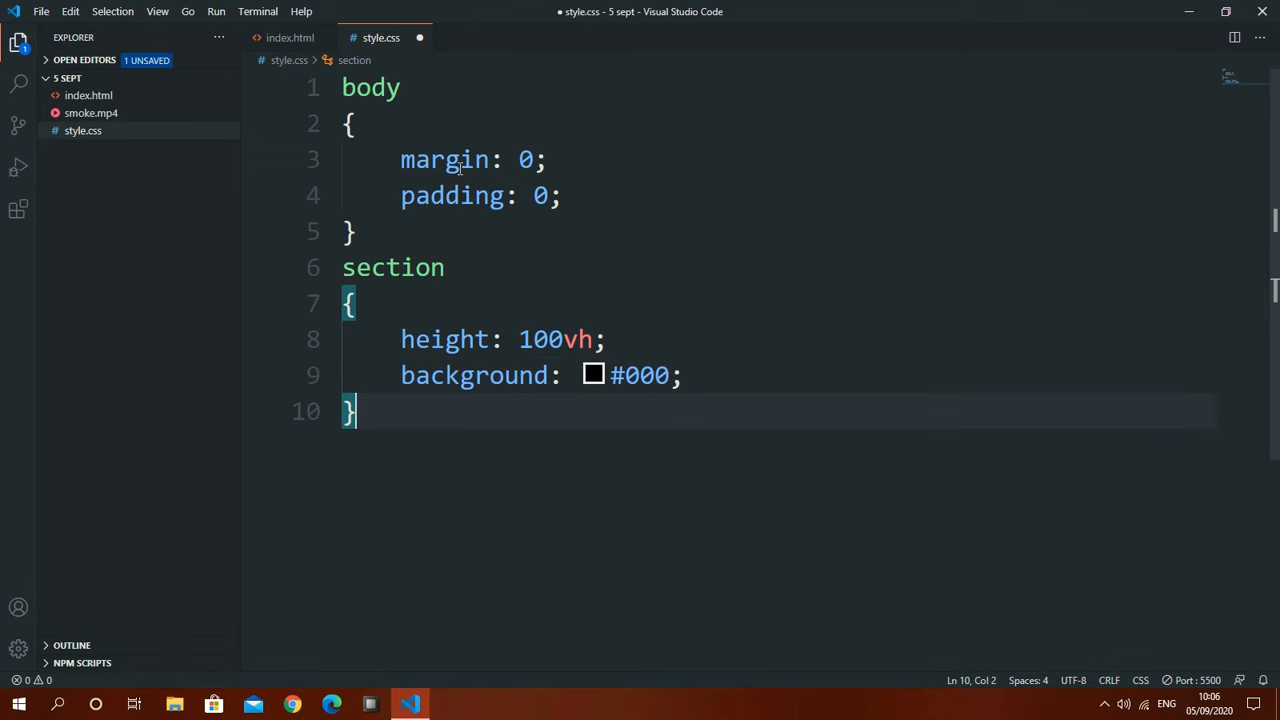 File Edit Selection View Go Run Terminal Help
● style.css - 5 sept - Visual Studio Code
EXPLORER
OPEN EDITORS 1 UNSAVED
5 SEPT
index.html
smoke.mp4
# style.css
OUTLINE
NPM SCRIPTS
1
index.html
# style.css ●
# style.css > section
1 body
2 {
3 margin: 0;
4 padding: 0;
5 }
6 section
7 {
8 height: 100vh;
9 background: #000;
10 }
0 0
Ln 10, Col 2 Spaces: 4 UTF-8 CRLF CSS Port : 5500
ENG
10:06
05/09/2020